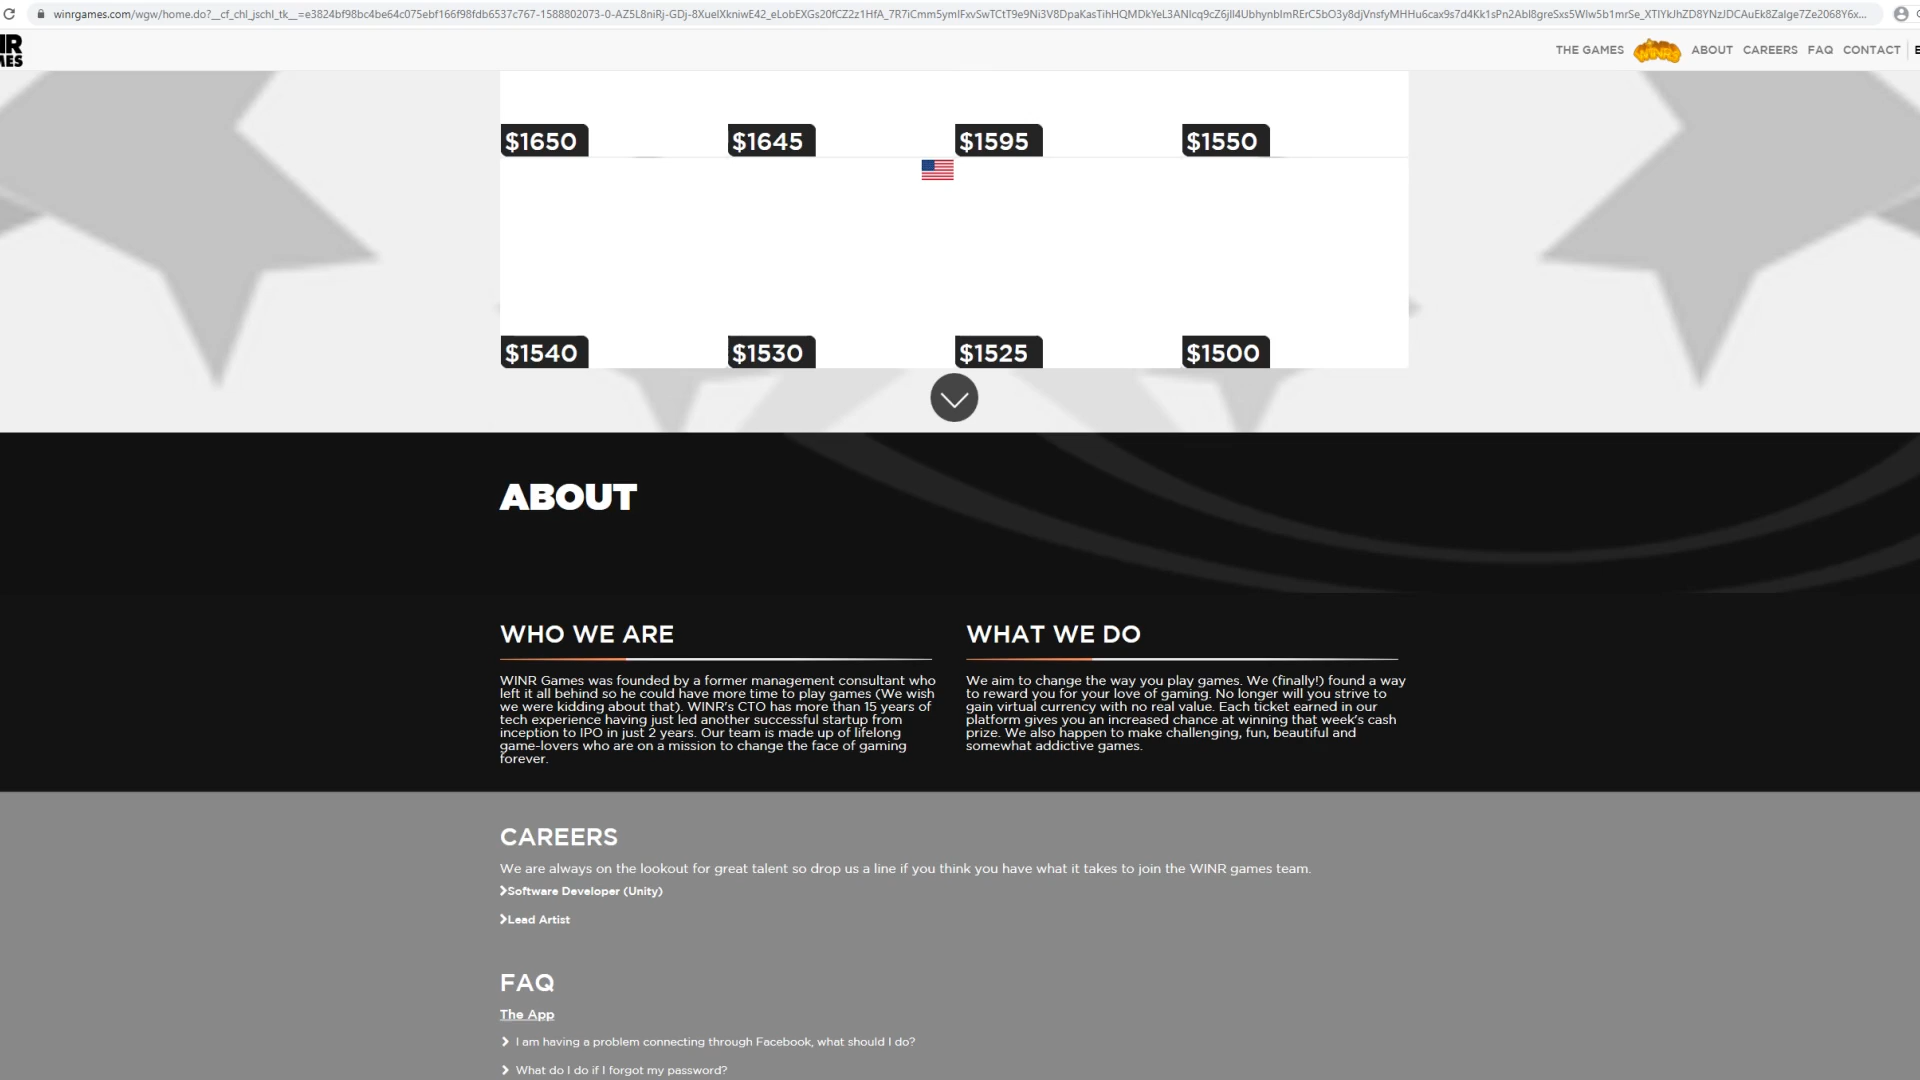 winrgames.com/wgw/home.do?__cf_chl_jschl_tk__=e3824bf98bc4be64c075ebf166f98fdb6537c767-1588802073-0-
THE GAMES WINRS ABOUT CAREERS FAQ CONTACT
$1650 $1645 $1595 $1550
$1540 $1530 $1525 $1500
ABOUT
WHO WE ARE
WINR Games was founded by a former management consultant who
left it all behind so he could have more time to play games (We wish
we were kidding about that). WINR's CTO has more than 15 years of
tech experience having just led another successful startup from
inception to IPO in just 2 years. Our team is made up of lifelong
game-lovers who are on a mission to change the face of gaming
forever.
WHAT WE DO
We aim to change the way you play games. We (finally!) found a way
to reward you for your love of gaming. No longer will you strive to
gain virtual currency with no real value. Each ticket earned in our
platform gives you an increased chance at winning that week's cash
prize. We also happen to make challenging, fun, beautiful and
somewhat addictive games.
CAREERS
We are always on the lookout for great talent so drop us a line if you think you have what it takes to join the WINR games team.
Software Developer (Unity)
Lead Artist
FAQ
The App
I am having a problem connecting through Facebook, what should I do?
What do I do if I forgot my password?